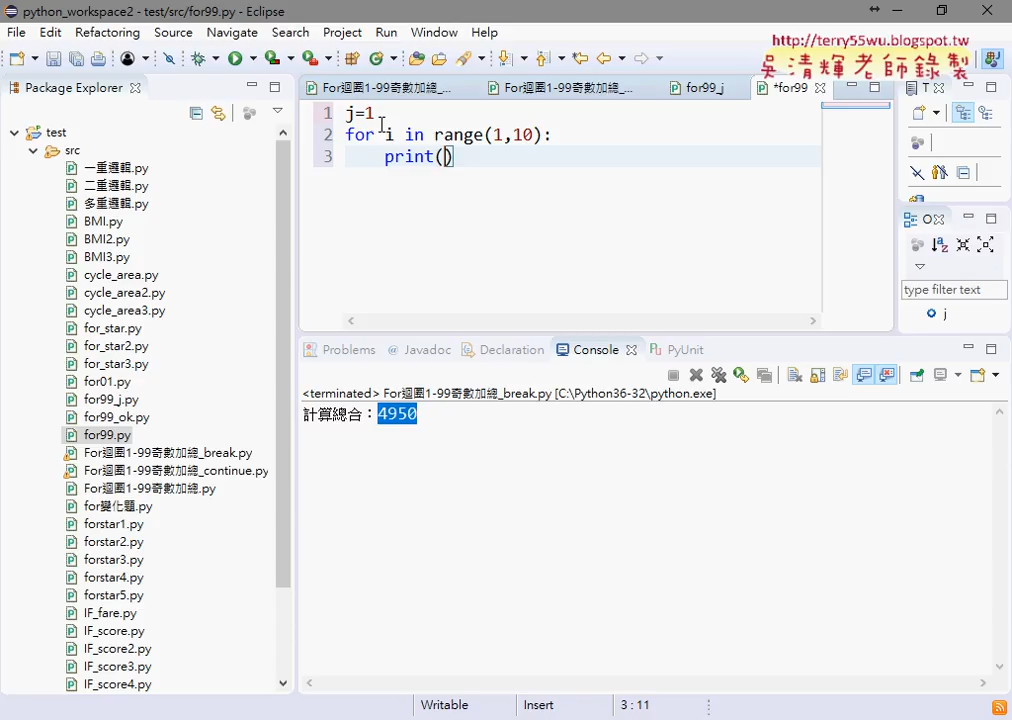 python_workspace2 - test/src/for99.py - Eclipse
File Edit Refactoring Source Navigate Search Project Run Window Help
http://terry55wu.blogspot.tw
吳清輝老師錄製
Package Explorer
For迴圈1-99奇數加總_...
For迴圈1-99奇數加總_...
for99_j
*for99
T
1 j=1
2 for i in range(1,10):
3 print()
test
src
一重邏輯.py
二重邏輯.py
多重邏輯.py
BMI.py
BMI2.py
BMI3.py
cycle_area.py
cycle_area2.py
cycle_area3.py
for_star.py
for_star2.py
for_star3.py
for01.py
for99_j.py
for99_ok.py
for99.py
For迴圈1-99奇數加總_break.py
For迴圈1-99奇數加總_continue.py
For迴圈1-99奇數加總.py
for變化題.py
forstar1.py
forstar2.py
forstar3.py
forstar4.py
forstar5.py
IF_fare.py
IF_score.py
IF_score2.py
IF_score3.py
IF_score4.py
O
type filter text
j
Problems @ Javadoc Declaration Console PyUnit
<terminated> For迴圈1-99奇數加總_break.py [C:\Python36-32\python.exe]
計算總合：4950
Writable Insert 3 : 11